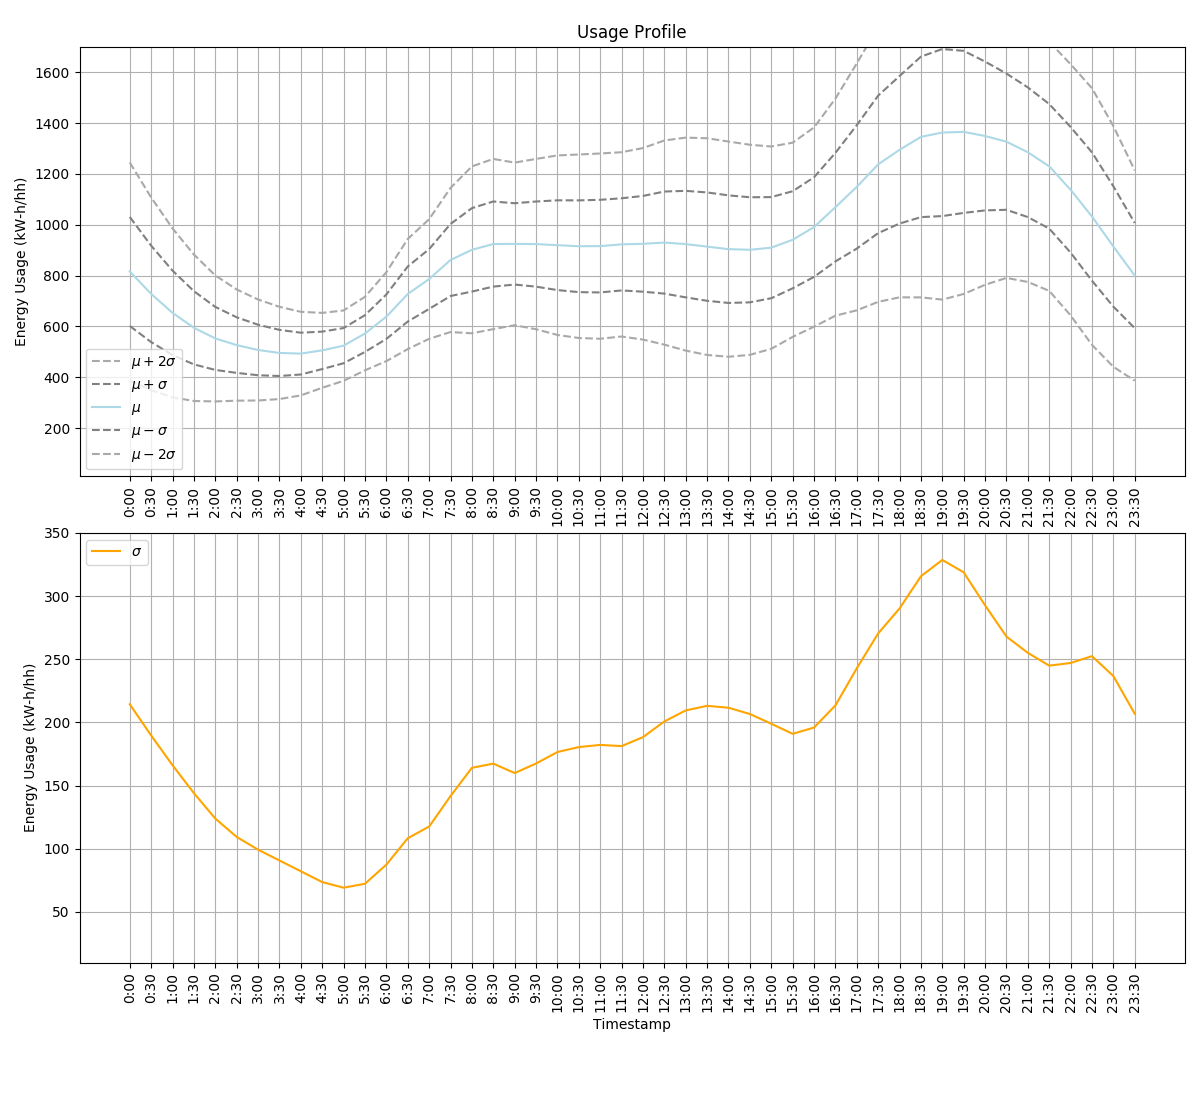 Usage Profile
Energy Usage (kW-h/hh)
1600
1400
1200
1000
800
600
400
200
μ + 2σ
μ + σ
μ
μ − σ
μ − 2σ
0:00 0:30 1:00 1:30 2:00 2:30 3:00 3:30 4:00 4:30 5:00 5:30 6:00 6:30 7:00 7:30 8:00 8:30 9:00 9:30 10:00 10:30 11:00 11:30 12:00 12:30 13:00 13:30 14:00 14:30 15:00 15:30 16:00 16:30 17:00 17:30 18:00 18:30 19:00 19:30 20:00 20:30 21:00 21:30 22:00 22:30 23:00 23:30
Energy Usage (kW-h/hh)
350
300
250
200
150
100
50
σ
0:00 0:30 1:00 1:30 2:00 2:30 3:00 3:30 4:00 4:30 5:00 5:30 6:00 6:30 7:00 7:30 8:00 8:30 9:00 9:30 10:00 10:30 11:00 11:30 12:00 12:30 13:00 13:30 14:00 14:30 15:00 15:30 16:00 16:30 17:00 17:30 18:00 18:30 19:00 19:30 20:00 20:30 21:00 21:30 22:00 22:30 23:00 23:30
Timestamp